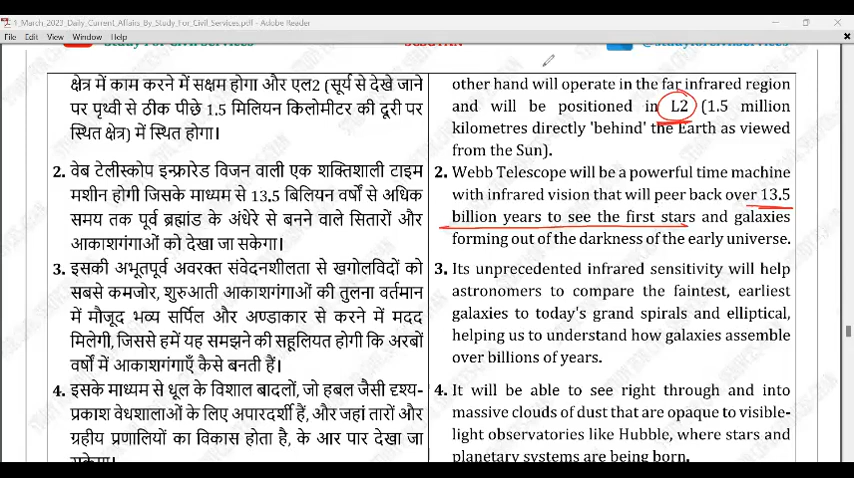 1_March_2023_Daily_Current_Affairs_By_Study_For_Civil_Services.pdf - Adobe Reader
File Edit View Window Help
क्षेत्र में काम करने में सक्षम होगा और एल2 (सूर्य से देखे जाने
पर पृथ्वी से ठीक पीछे 1.5 मिलियन किलोमीटर की दूरी पर
स्थित क्षेत्र) में स्थित होगा।
2. वेब टेलीस्कोप इन्फ्रारेड विजन वाली एक शक्तिशाली टाइम
मशीन होगी जिसके माध्यम से 13.5 बिलियन वर्षों से अधिक
समय तक पूर्व ब्रह्मांड के अंधेरे से बनने वाले सितारों और
आकाशगंगाओं को देखा जा सकेगा।
3. इसकी अभूतपूर्व अवरक्त संवेदनशीलता से खगोलविदों को
सबसे कमजोर, शुरुआती आकाशगंगाओं की तुलना वर्तमान
में मौजूद भव्य सर्पिल और अण्डाकार से करने में मदद
मिलेगी, जिससे हमें यह समझने की सहूलियत होगी कि अरबों
वर्षों में आकाशगंगाएँ कैसे बनती हैं।
4. इसके माध्यम से धूल के विशाल बादलों, जो हबल जैसी दृश्य-
प्रकाश वेधशालाओं के लिए अपारदर्शी हैं, और जहां तारों और
ग्रहीय प्रणालियों का विकास होता है, के आर पार देखा जा
सकेगा।
other hand will operate in the far infrared region
and will be positioned in L2 (1.5 million
kilometres directly 'behind' the Earth as viewed
from the Sun).
2. Webb Telescope will be a powerful time machine
with infrared vision that will peer back over 13.5
billion years to see the first stars and galaxies
forming out of the darkness of the early universe.
3. Its unprecedented infrared sensitivity will help
astronomers to compare the faintest, earliest
galaxies to today's grand spirals and elliptical,
helping us to understand how galaxies assemble
over billions of years.
4. It will be able to see right through and into
massive clouds of dust that are opaque to visible-
light observatories like Hubble, where stars and
planetary systems are being born.